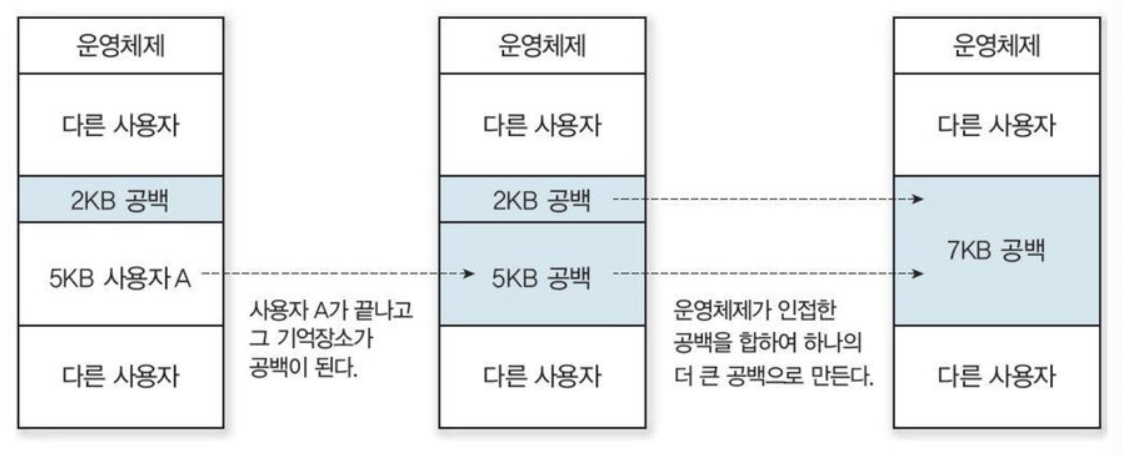 운영체제
다른 사용자
2KB 공백
5KB 사용자 A
다른 사용자
사용자 A가 끝나고
그 기억장소가
공백이 된다.
운영체제
다른 사용자
2KB 공백
5KB 공백
다른 사용자
운영체제가 인접한
공백을 합하여 하나의
더 큰 공백으로 만든다.
운영체제
다른 사용자
7KB 공백
다른 사용자